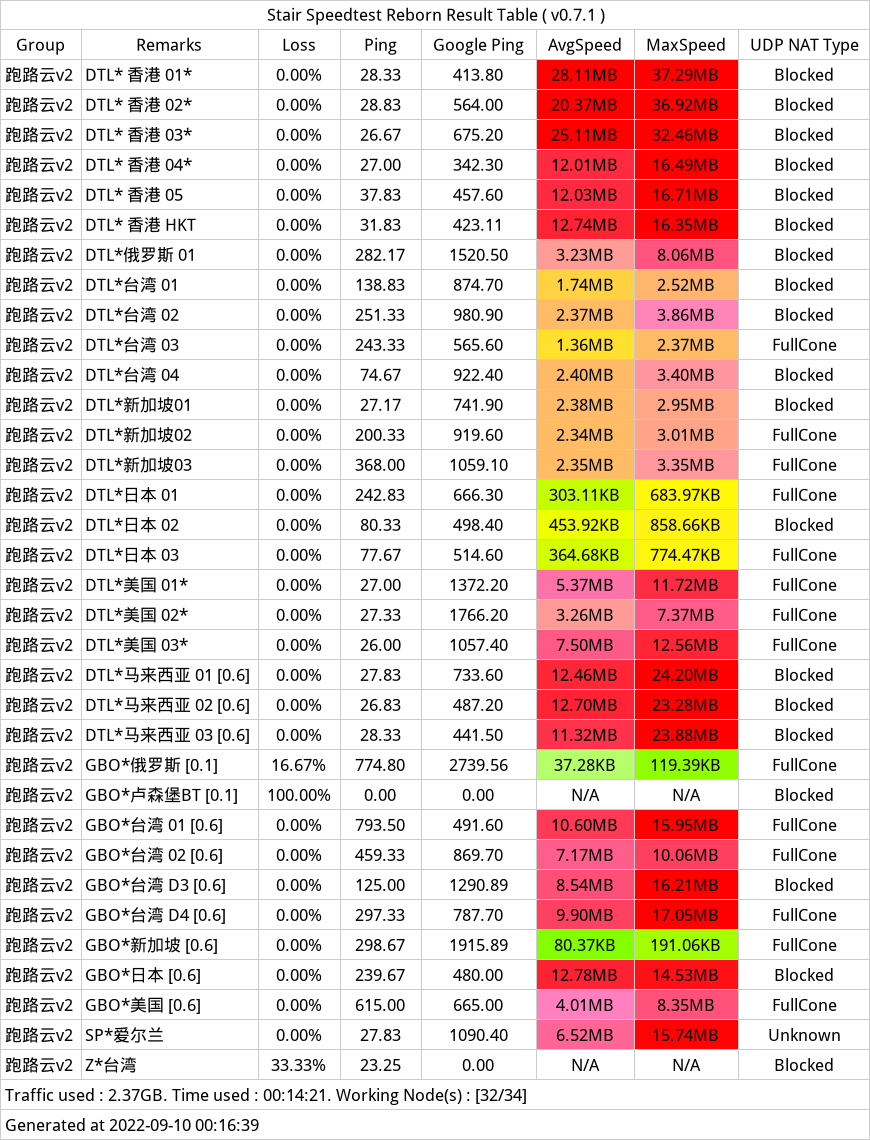 Stair Speedtest Reborn Result Table ( v0.7.1 )
Group Remarks Loss Ping Google Ping AvgSpeed MaxSpeed UDP NAT Type
跑路云v2 DTL* 香港 01* 0.00% 28.33 413.80 28.11MB 37.29MB Blocked
跑路云v2 DTL* 香港 02* 0.00% 28.83 564.00 20.37MB 36.92MB Blocked
跑路云v2 DTL* 香港 03* 0.00% 26.67 675.20 25.11MB 32.46MB Blocked
跑路云v2 DTL* 香港 04* 0.00% 27.00 342.30 12.01MB 16.49MB Blocked
跑路云v2 DTL* 香港 05 0.00% 37.83 457.60 12.03MB 16.71MB Blocked
跑路云v2 DTL* 香港 HKT 0.00% 31.83 423.11 12.74MB 16.35MB Blocked
跑路云v2 DTL*俄罗斯 01 0.00% 282.17 1520.50 3.23MB 8.06MB Blocked
跑路云v2 DTL*台湾 01 0.00% 138.83 874.70 1.74MB 2.52MB Blocked
跑路云v2 DTL*台湾 02 0.00% 251.33 980.90 2.37MB 3.86MB Blocked
跑路云v2 DTL*台湾 03 0.00% 243.33 565.60 1.36MB 2.37MB FullCone
跑路云v2 DTL*台湾 04 0.00% 74.67 922.40 2.40MB 3.40MB Blocked
跑路云v2 DTL*新加坡01 0.00% 27.17 741.90 2.38MB 2.95MB Blocked
跑路云v2 DTL*新加坡02 0.00% 200.33 919.60 2.34MB 3.01MB FullCone
跑路云v2 DTL*新加坡03 0.00% 368.00 1059.10 2.35MB 3.35MB FullCone
跑路云v2 DTL*日本 01 0.00% 242.83 666.30 303.11KB 683.97KB FullCone
跑路云v2 DTL*日本 02 0.00% 80.33 498.40 453.92KB 858.66KB Blocked
跑路云v2 DTL*日本 03 0.00% 77.67 514.60 364.68KB 774.47KB FullCone
跑路云v2 DTL*美国 01* 0.00% 27.00 1372.20 5.37MB 11.72MB FullCone
跑路云v2 DTL*美国 02* 0.00% 27.33 1766.20 3.26MB 7.37MB FullCone
跑路云v2 DTL*美国 03* 0.00% 26.00 1057.40 7.50MB 12.56MB FullCone
跑路云v2 DTL*马来西亚 01 [0.6] 0.00% 27.83 733.60 12.46MB 24.20MB Blocked
跑路云v2 DTL*马来西亚 02 [0.6] 0.00% 26.83 487.20 12.70MB 23.28MB Blocked
跑路云v2 DTL*马来西亚 03 [0.6] 0.00% 28.33 441.50 11.32MB 23.88MB Blocked
跑路云v2 GBO*俄罗斯 [0.1] 16.67% 774.80 2739.56 37.28KB 119.39KB FullCone
跑路云v2 GBO*卢森堡BT [0.1] 100.00% 0.00 0.00 N/A N/A Blocked
跑路云v2 GBO*台湾 01 [0.6] 0.00% 793.50 491.60 10.60MB 15.95MB FullCone
跑路云v2 GBO*台湾 02 [0.6] 0.00% 459.33 869.70 7.17MB 10.06MB FullCone
跑路云v2 GBO*台湾 D3 [0.6] 0.00% 125.00 1290.89 8.54MB 16.21MB Blocked
跑路云v2 GBO*台湾 D4 [0.6] 0.00% 297.33 787.70 9.90MB 17.05MB FullCone
跑路云v2 GBO*新加坡 [0.6] 0.00% 298.67 1915.89 80.37KB 191.06KB FullCone
跑路云v2 GBO*日本 [0.6] 0.00% 239.67 480.00 12.78MB 14.53MB Blocked
跑路云v2 GBO*美国 [0.6] 0.00% 615.00 665.00 4.01MB 8.35MB FullCone
跑路云v2 SP*爱尔兰 0.00% 27.83 1090.40 6.52MB 15.74MB Unknown
跑路云v2 Z*台湾 33.33% 23.25 0.00 N/A N/A Blocked
Traffic used : 2.37GB. Time used : 00:14:21. Working Node(s) : [32/34]
Generated at 2022-09-10 00:16:39